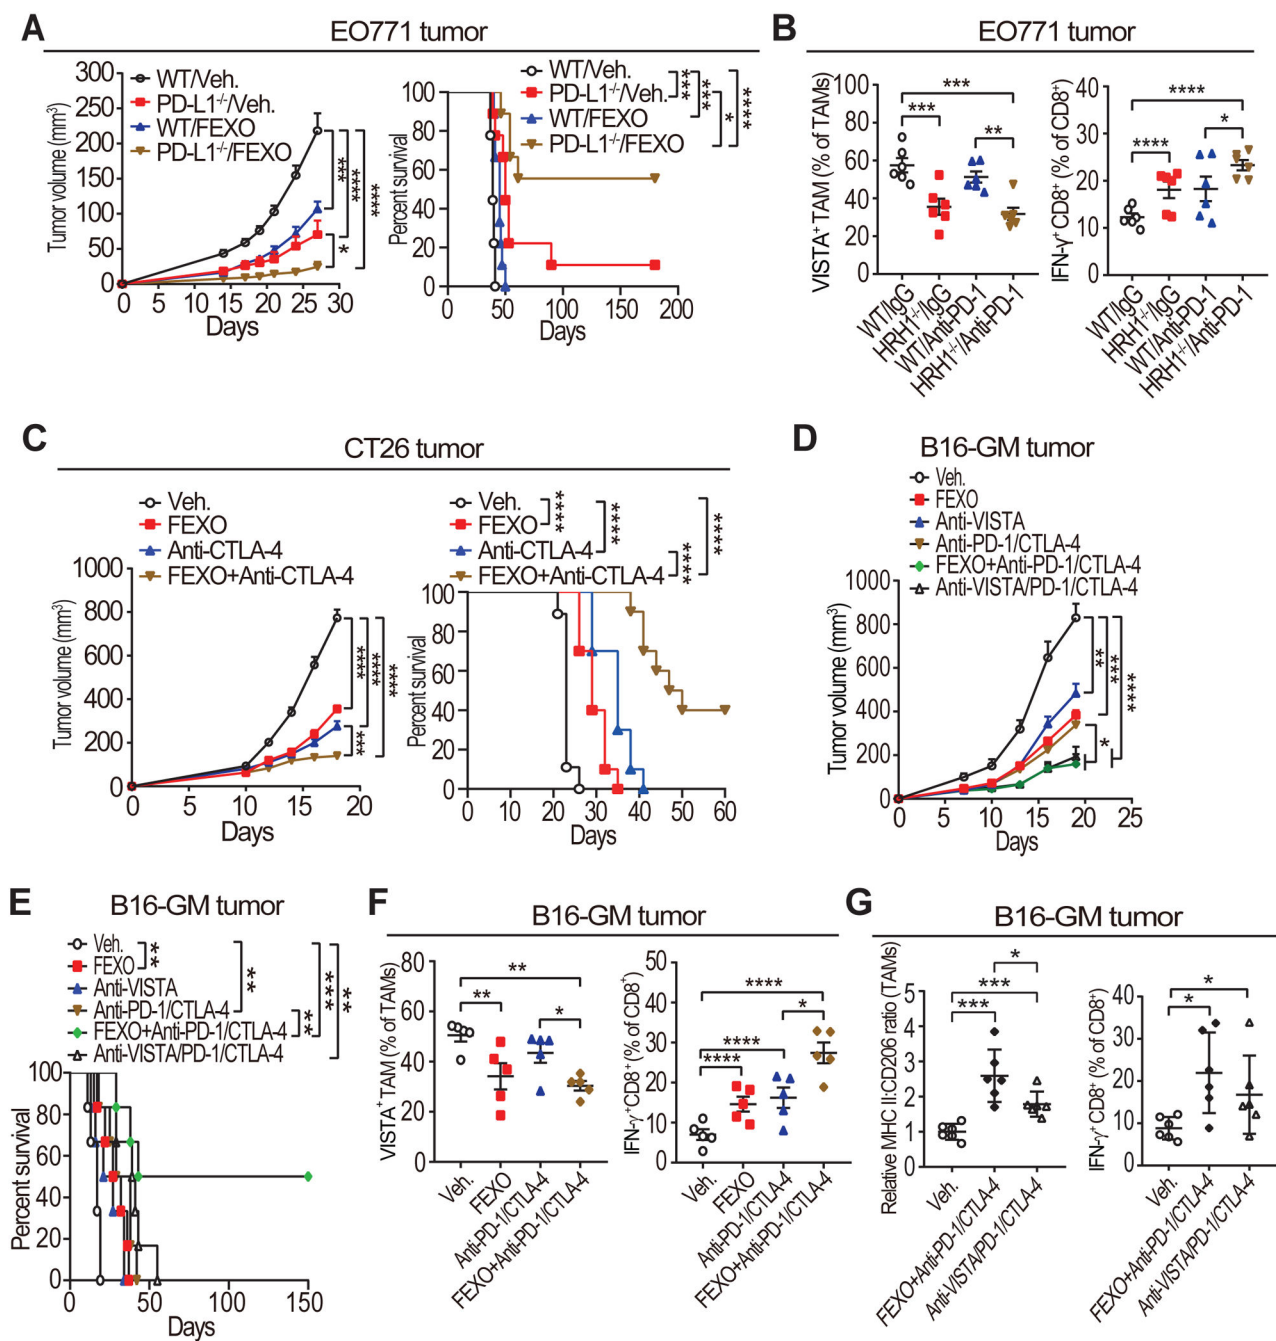 A
EO771 tumor
Tumor volume (mm³)
300
250
200
150
100
50
0
0 5 10 15 20 25 30
Days
WT/Veh.
PD-L1⁻/⁻/Veh.
WT/FEXO
PD-L1⁻/⁻/FEXO
***
****
****
*
Percent survival
100
80
60
40
20
0
0 50 100 150 200
Days
WT/Veh.
PD-L1⁻/⁻/Veh.
WT/FEXO
PD-L1⁻/⁻/FEXO
***
***
*
****
B
EO771 tumor
VISTA⁺ TAM (% of TAMs)
100
80
60
40
20
0
***
***
**
WT/IgG
HRH1⁻/⁻/IgG
WT/Anti-PD-1
HRH1⁻/⁻/Anti-PD-1
IFN-γ⁺ CD8⁺ (% of CD8⁺)
40
30
20
10
0
****
****
*
WT/IgG
HRH1⁻/⁻/IgG
WT/Anti-PD-1
HRH1⁻/⁻/Anti-PD-1
C
CT26 tumor
Veh.
FEXO
Anti-CTLA-4
FEXO+Anti-CTLA-4
Tumor volume (mm³)
1000
800
600
400
200
0
0 5 10 15 20
Days
****
****
****
***
Veh.
FEXO
Anti-CTLA-4
FEXO+Anti-CTLA-4
****
****
****
****
Percent survival
100
80
60
40
20
0
0 10 20 30 40 50 60
Days
D
B16-GM tumor
Veh.
FEXO
Anti-VISTA
Anti-PD-1/CTLA-4
FEXO+Anti-PD-1/CTLA-4
Anti-VISTA/PD-1/CTLA-4
Tumor volume (mm³)
1000
800
600
400
200
0
0 5 10 15 20 25
Days
**
***
****
*
E
B16-GM tumor
Veh.
FEXO
Anti-VISTA
Anti-PD-1/CTLA-4
FEXO+Anti-PD-1/CTLA-4
Anti-VISTA/PD-1/CTLA-4
**
**
**
****
**
Percent survival
100
80
60
40
20
0
0 50 100 150
Days
F
B16-GM tumor
VISTA⁺ TAM (% of TAMs)
80
60
40
20
0
**
**
*
Veh.
FEXO
Anti-PD-1/CTLA-4
FEXO+Anti-PD-1/CTLA-4
IFN-γ⁺CD8⁺ (% of CD8⁺)
50
40
30
20
10
0
****
****
****
*
Veh.
FEXO
Anti-PD-1/CTLA-4
FEXO+Anti-PD-1/CTLA-4
G
B16-GM tumor
Relative MHC II:CD206 ratio (TAMs)
5
4
3
2
1
0
*
***
***
Veh.
FEXO+Anti-PD-1/CTLA-4
Anti-VISTA/PD-1/CTLA-4
IFN-γ⁺ CD8⁺ (% of CD8⁺)
40
30
20
10
0
*
*
Veh.
FEXO+Anti-PD-1/CTLA-4
Anti-VISTA/PD-1/CTLA-4